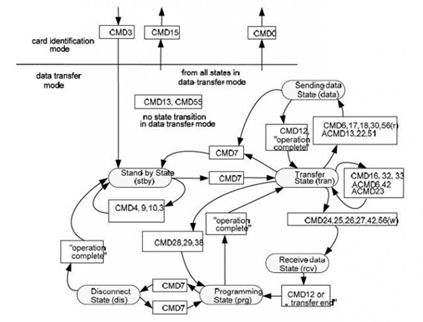 CMD3
CMD15
CMD0
card identification
mode
data transfer
mode
from all states in
data-transfer mode
Sending data
State (data)
CMD13, CMD55
no state transition
in data-transfer mode
CMD12,
"operation
complete"
CMD6,17,18,30,56(r)
ACMD13,22,51
CMD7
Stand-by State
(stby)
CMD7
Transfer
State (tran)
CMD16, 32, 33
ACMD6,42
ACMD23
CMD4,9,10,3
CMD24,25,26,27,42,56(w)
"operation
complete"
CMD28,29,38
"operation
complete"
Receive data
State (rcv)
CMD7
Disconnect
State (dis)
CMD7
Programming
State (prg)
CMD12 or
"transfer end"